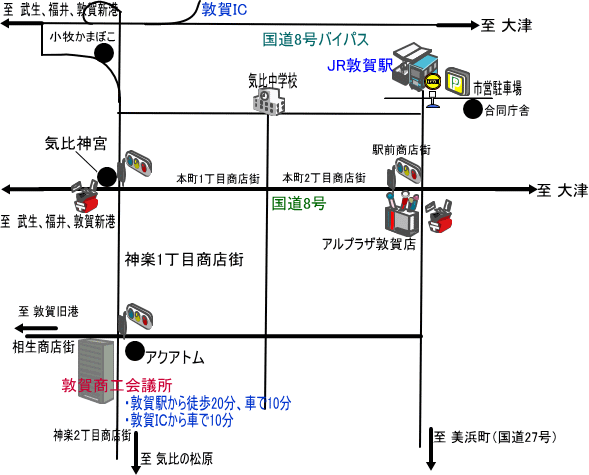 至 武生、福井、敦賀新港
敦賀IC
至 大津
小牧かまぼこ
国道8号バイパス
JR敦賀駅
気比中学校
市営駐車場
合同庁舎
気比神宮
駅前商店街
本町1丁目商店街
本町2丁目商店街
至 大津
国道8号
至 武生、福井、敦賀新港
アルプラザ敦賀店
神楽1丁目商店街
至 敦賀旧港
相生商店街
アクアトム
敦賀商工会議所
・敦賀駅から徒歩20分、車で10分
・敦賀ICから車で10分
神楽2丁目商店街
至 気比の松原
至 美浜町(国道27号)